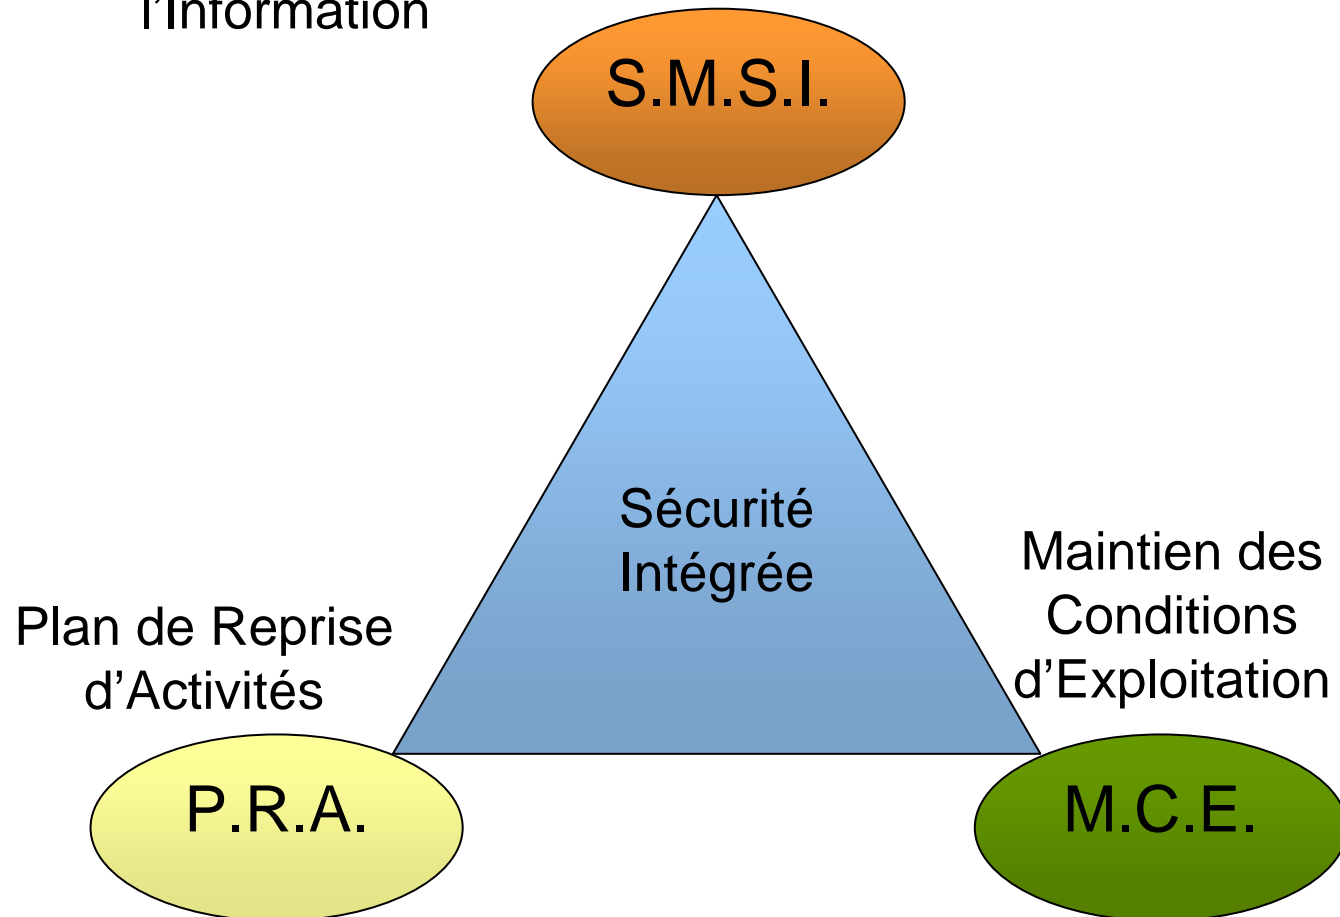 l'Information
S.M.S.I.
Sécurité
Intégrée
Maintien des
Conditions
d’Exploitation
Plan de Reprise
d’Activités
P.R.A.
M.C.E.